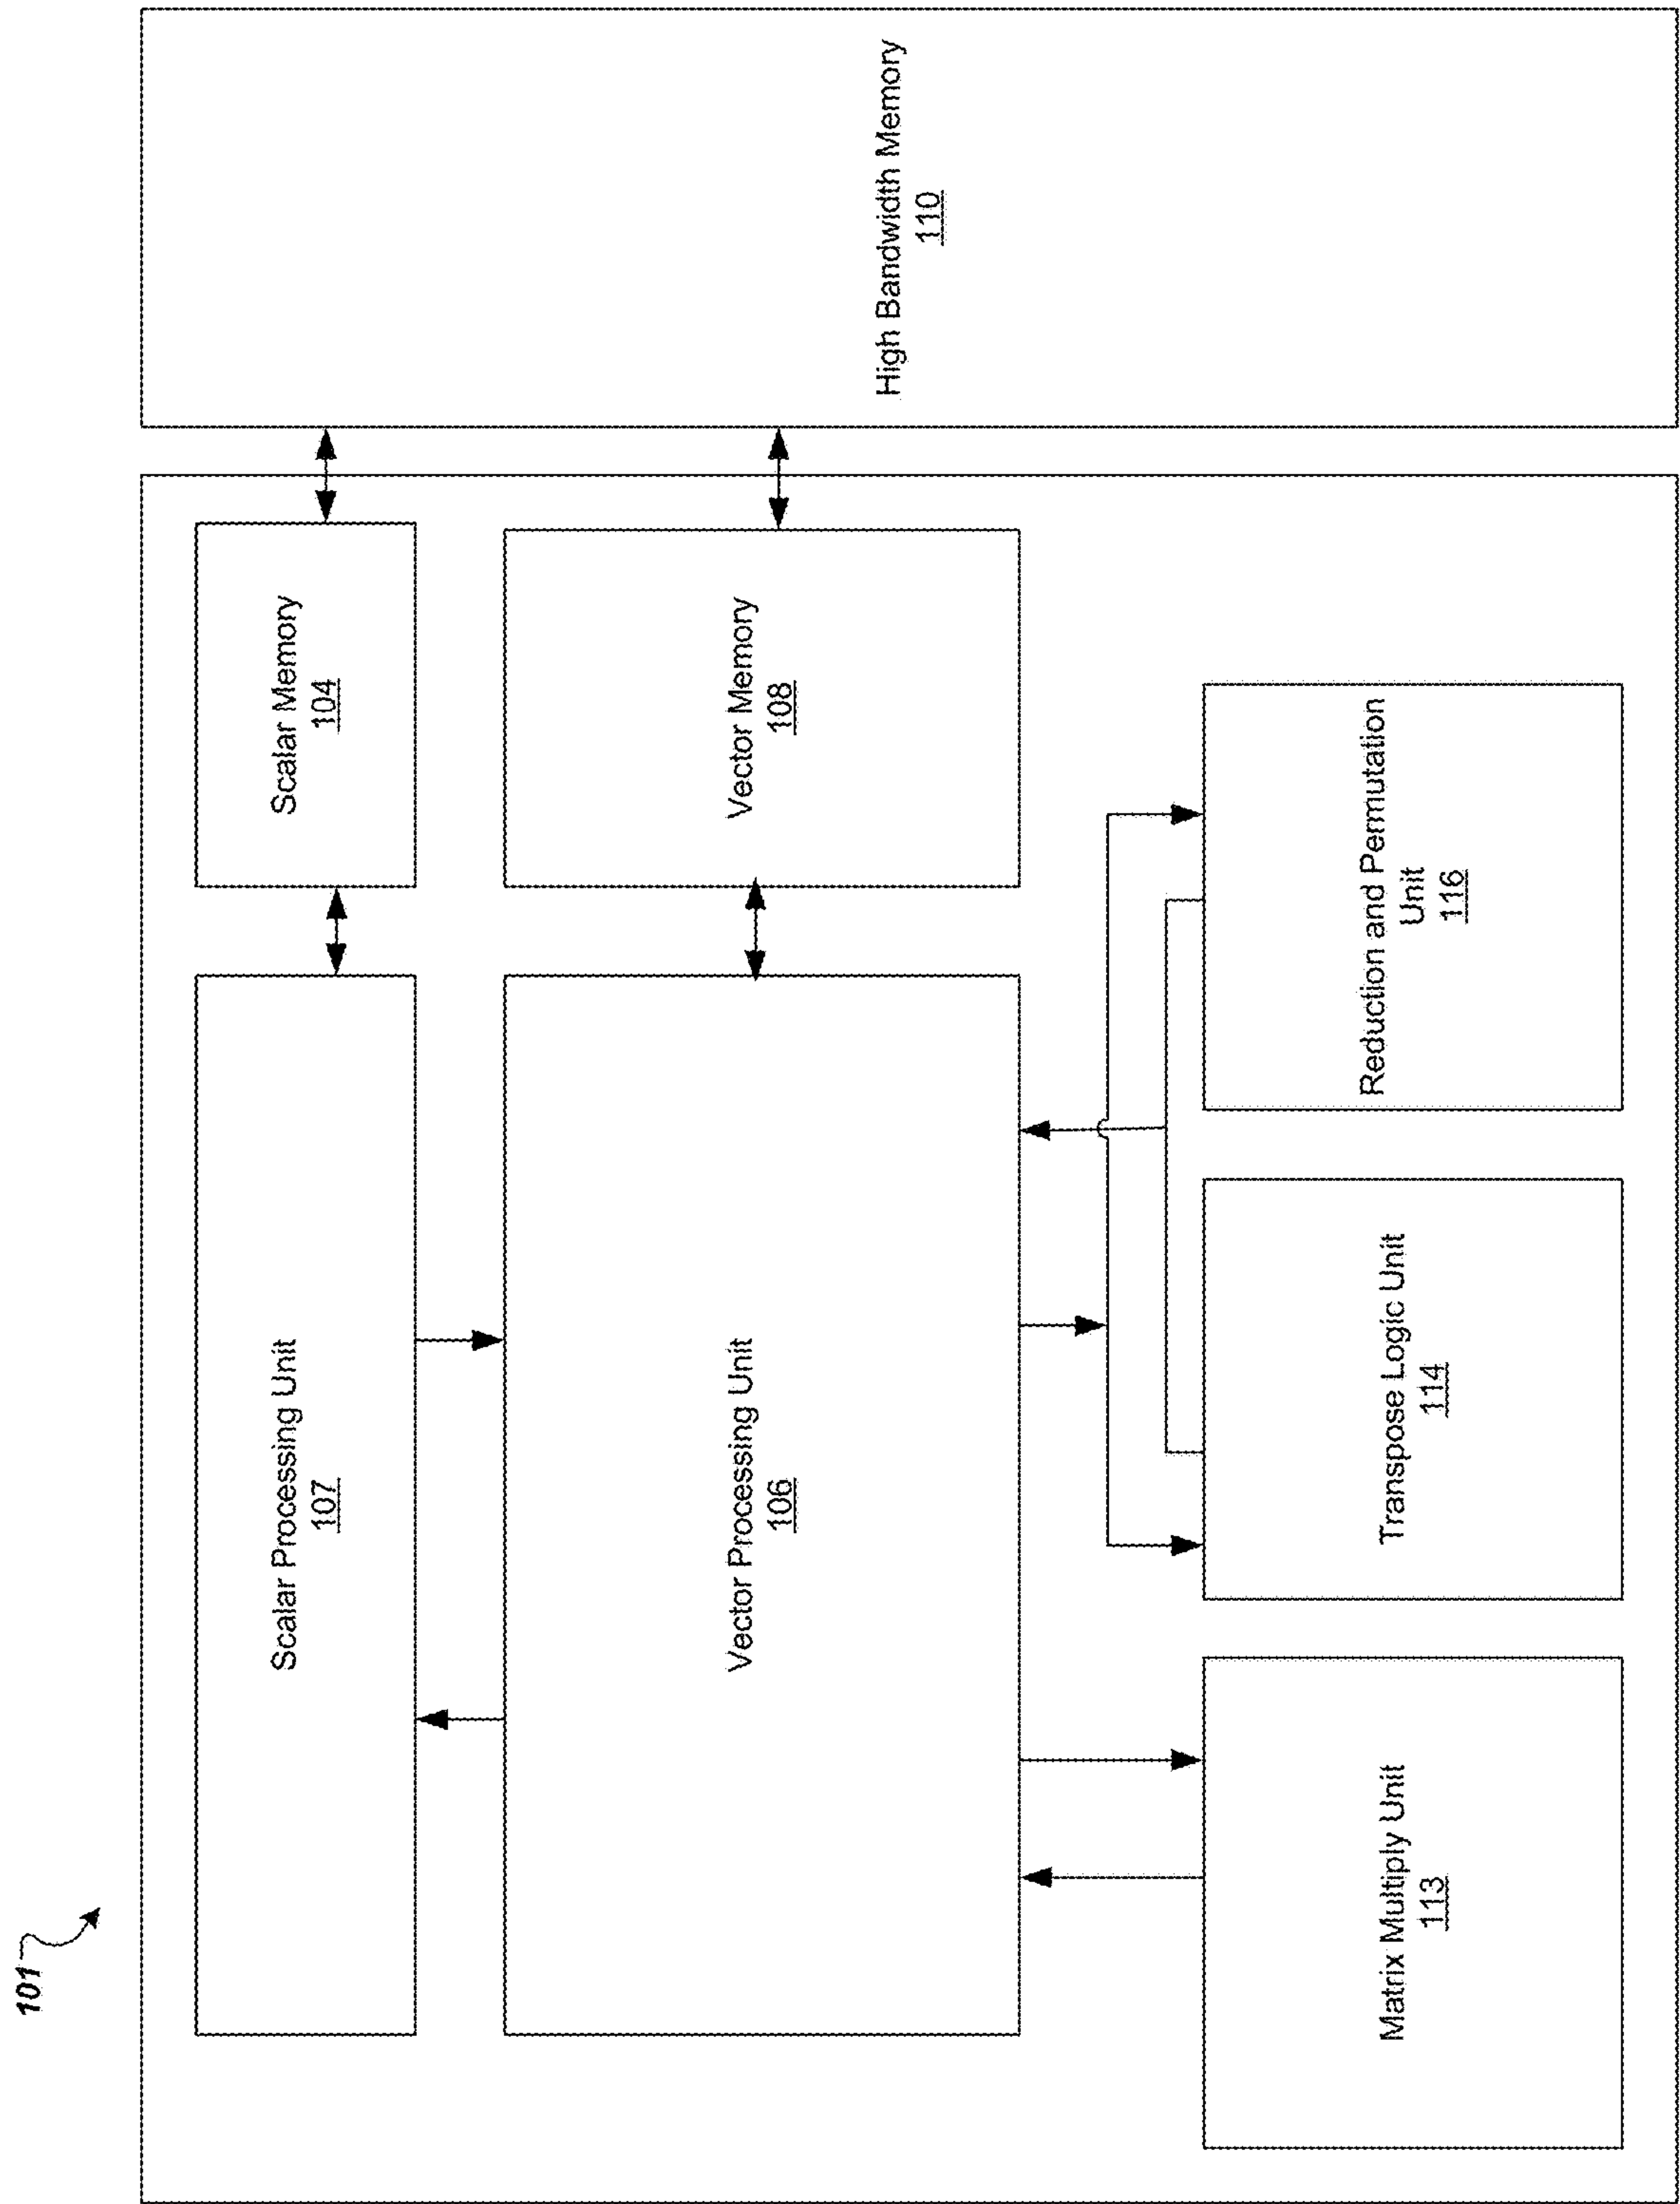 101
Scalar Processing Unit
107
Scalar Memory
104
High Bandwidth Memory
110
Vector Processing Unit
106
Vector Memory
108
Matrix Multiply Unit
113
Transpose Logic Unit
114
Reduction and Permutation
Unit
116